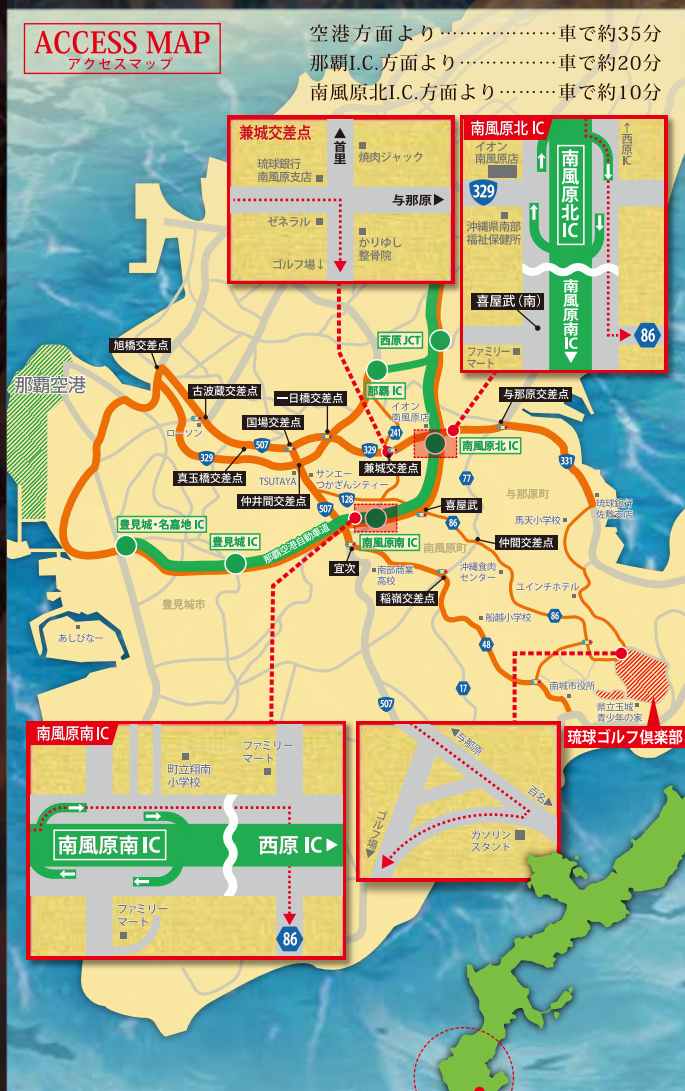 ACCESS MAP
アクセスマップ
空港方面より………………車で約35分
那覇I.C.方面より……………車で約20分
南風原北I.C.方面より………車で約10分
兼城交差点
▲首里
焼肉ジャック
琉球銀行
南風原支店
与那原▶
ゼネラル
かりゆし
整骨院
ゴルフ場↓
南風原北 IC
イオン
南風原店
↑西原IC
329
南風原北IC
沖縄県南部
福祉保健所
喜屋武(南)
南風原南IC▼
86
ファミリー
マート
西原 JCT
旭橋交差点
那覇 IC
那覇空港
古波蔵交差点
一日橋交差点
イオン
南風原店
与那原交差点
国場交差点
ローソン
241
507
329
329
南風原北 IC
兼城交差点
331
真玉橋交差点
TSUTAYA
サンエー
つかざんシティー
77
仲井間交差点
128
507
与那原町
琉球銀行
佐敷支店
喜屋武
馬天小学校
豊見城・名嘉地 IC
86
豊見城 IC
那覇空港自動車道
南風原南 IC
南風原町
仲間交差点
宜次
南部商業
高校
沖縄食肉
センター
ユインチホテル
稲嶺交差点
豊見城市
船越小学校
86
あしびなー
48
17
南城市役所
507
県立玉城
青少年の家
琉球ゴルフ倶楽部
南風原南 IC
ファミリー
マート
町立翔南
小学校
南風原南 IC
西原 IC▶
ファミリー
マート
86
◀与那原
百名▶
ゴルフ場▼
ガソリン
スタンド